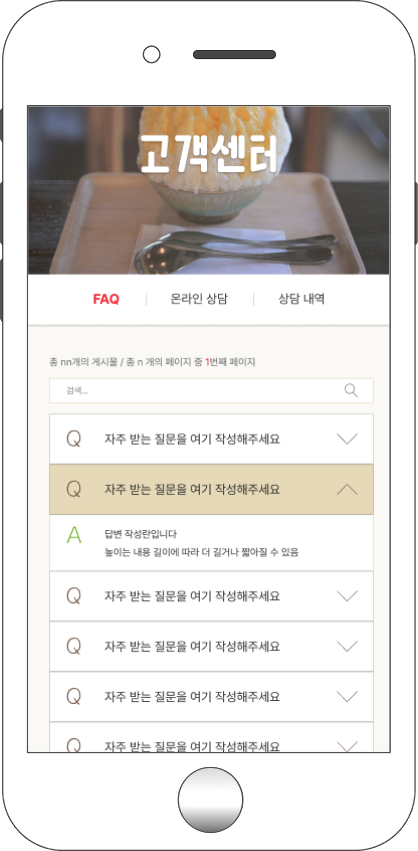 고객센터
FAQ
온라인 상담
상담 내역
총 nn개의 게시물 / 총 n 개의 페이지 중 1번째 페이지
검색...
Q 자주 받는 질문을 여기 작성해주세요
Q 자주 받는 질문을 여기 작성해주세요
A 답변 작성란입니다
높이는 내용 길이에 따라 더 길거나 짧아질 수 있음
Q 자주 받는 질문을 여기 작성해주세요
Q 자주 받는 질문을 여기 작성해주세요
Q 자주 받는 질문을 여기 작성해주세요
Q 자주 받는 질문을 여기 작성해주세요